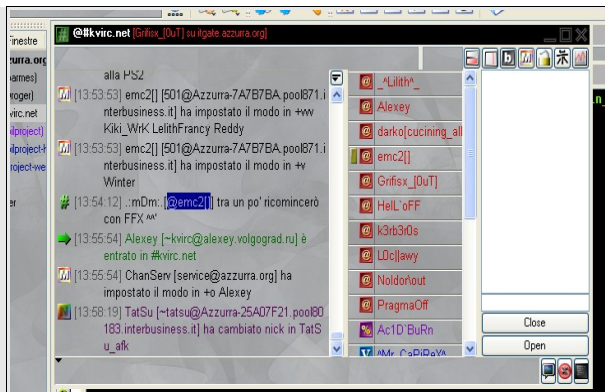 Finestre
@#kvirc.net [Grifisx_[0uT] su itgate.azzurra.org]
zurra.org
armes)
roger)
virc.net
ilproject)
ilproject-h
roject-we
er
alla PS2
[13:53:53] emc2[] [501@Azzurra-7A7B7BA.pool871.i
nterbusiness.it] ha impostato il modo in +vvv
Kiki_WrK LelithFrancy Reddy
[13:53:53] emc2[] [501@Azzurra-7A7B7BA.pool871.i
nterbusiness.it] ha impostato il modo in +v
Winter
[13:54:12] .:mDm:.[@emc2[]] tra un po' ricomincerò
con FFX ^^'
[13:55:54] Alexey [~kvirc@alexey.volgograd.ru] è
entrato in #kvirc.net
[13:55:54] ChanServ [service@azzurra.org] ha
impostato il modo in +o Alexey
[13:58:19] TatSu [~tatsu@Azzurra-25A07F21.pool80
183.interbusiness.it] ha cambiato nick in TatS
u_afk
_^Lilith^_
Alexey
darko[cucining_all
emc2[]
Grifisx_[0uT]
HelL`oFF
k3rb3r0s
L0c||awy
Noldor\out
PragmaOff
Ac1D`BuRn
^Mr_CaPiReX^
Close
Open